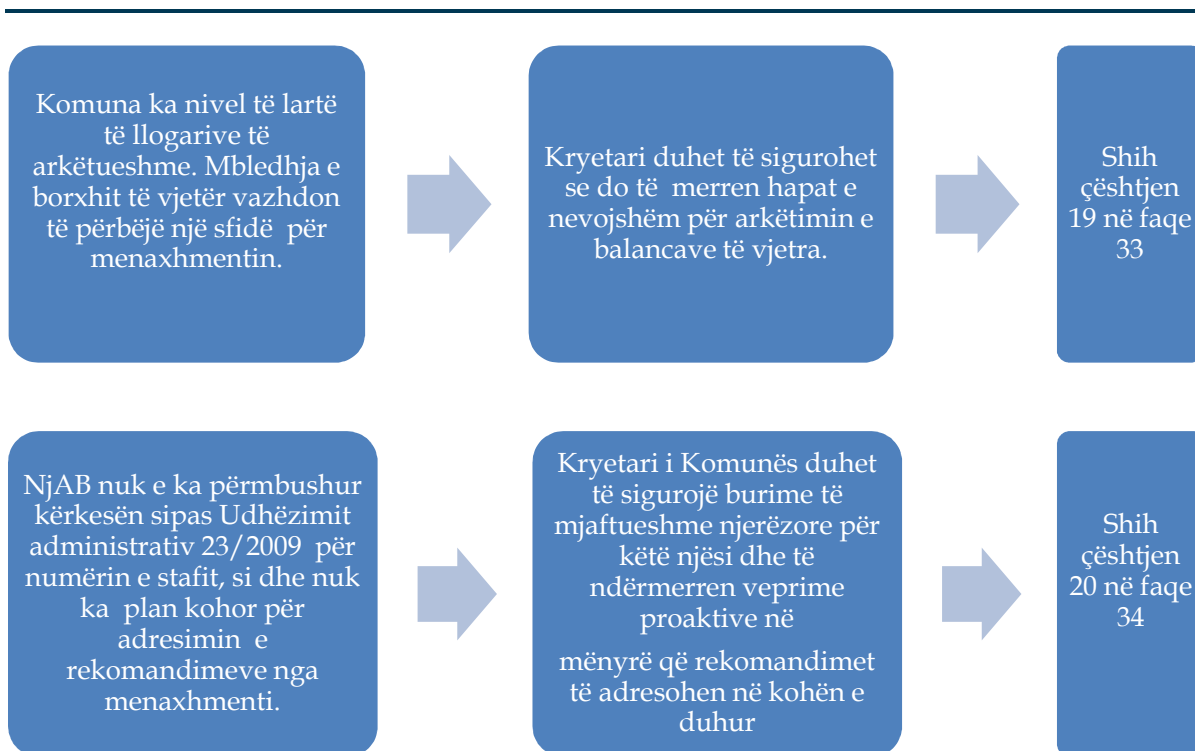 Komuna ka nivel të lartë
të llogarive të
arkëtueshme. Mbledhja e
borxhit të vjetër vazhdon
të përbëjë një sfidë për
menaxhmentin.
Kryetari duhet të sigurohet
se do të merren hapat e
nevojshëm për arkëtimin e
balancave të vjetra.
Shih
çështjen
19 në faqe
33
NjAB nuk e ka përmbushur
kërkesën sipas Udhëzimit
administrativ 23/2009 për
numërin e stafit, si dhe nuk
ka plan kohor për
adresimin e
rekomandimeve nga
menaxhmenti.
Kryetari i Komunës duhet
të sigurojë burime të
mjaftueshme njerëzore për
këtë njësi dhe të
ndërmerren veprime
proaktive në
mënyrë që rekomandimet
të adresohen në kohën e
duhur
Shih
çështjen
20 në faqe
34